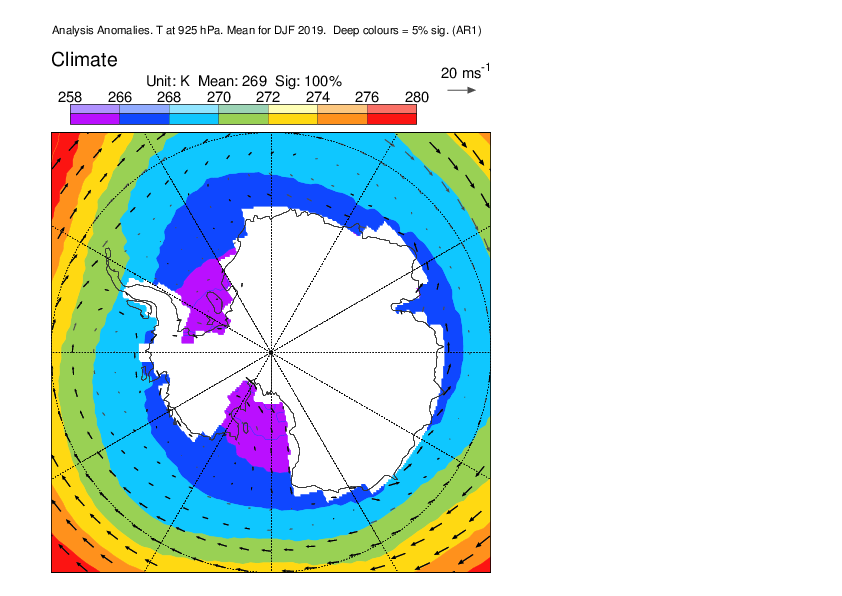 Analysis Anomalies. T at 925 hPa. Mean for DJF 2019.  Deep colours = 5% sig. (AR1)
Climate
20 ms-1
Unit: K  Mean: 269  Sig: 100%
258 266 268 270 272 274 276 280